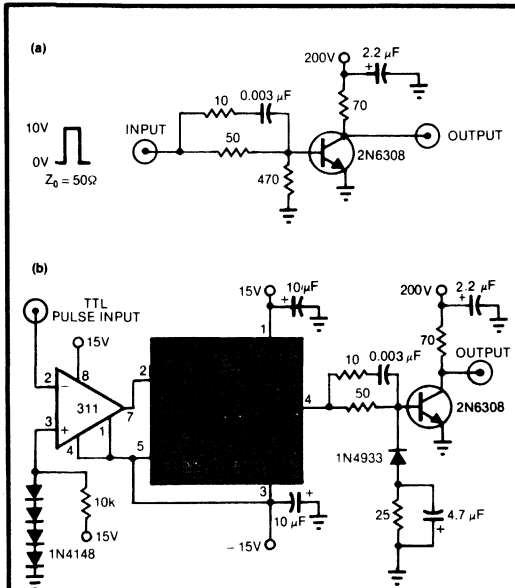 (a)
200V
2.2 µF
+
10
0.003 µF
70
10V
0V
Z0 = 50Ω
INPUT
50
OUTPUT
470
2N6308
(b)
TTL
PULSE INPUT
15V
10 µF
+
200V
2.2 µF
+
15V
1
70
8
2
−
311
7
2
10
0.003 µF
OUTPUT
4
50
2N6308
3
+
4
1
5
1N4933
10k
3
10 µF
+
25
4.7 µF
+
15V
−15V
1N4148